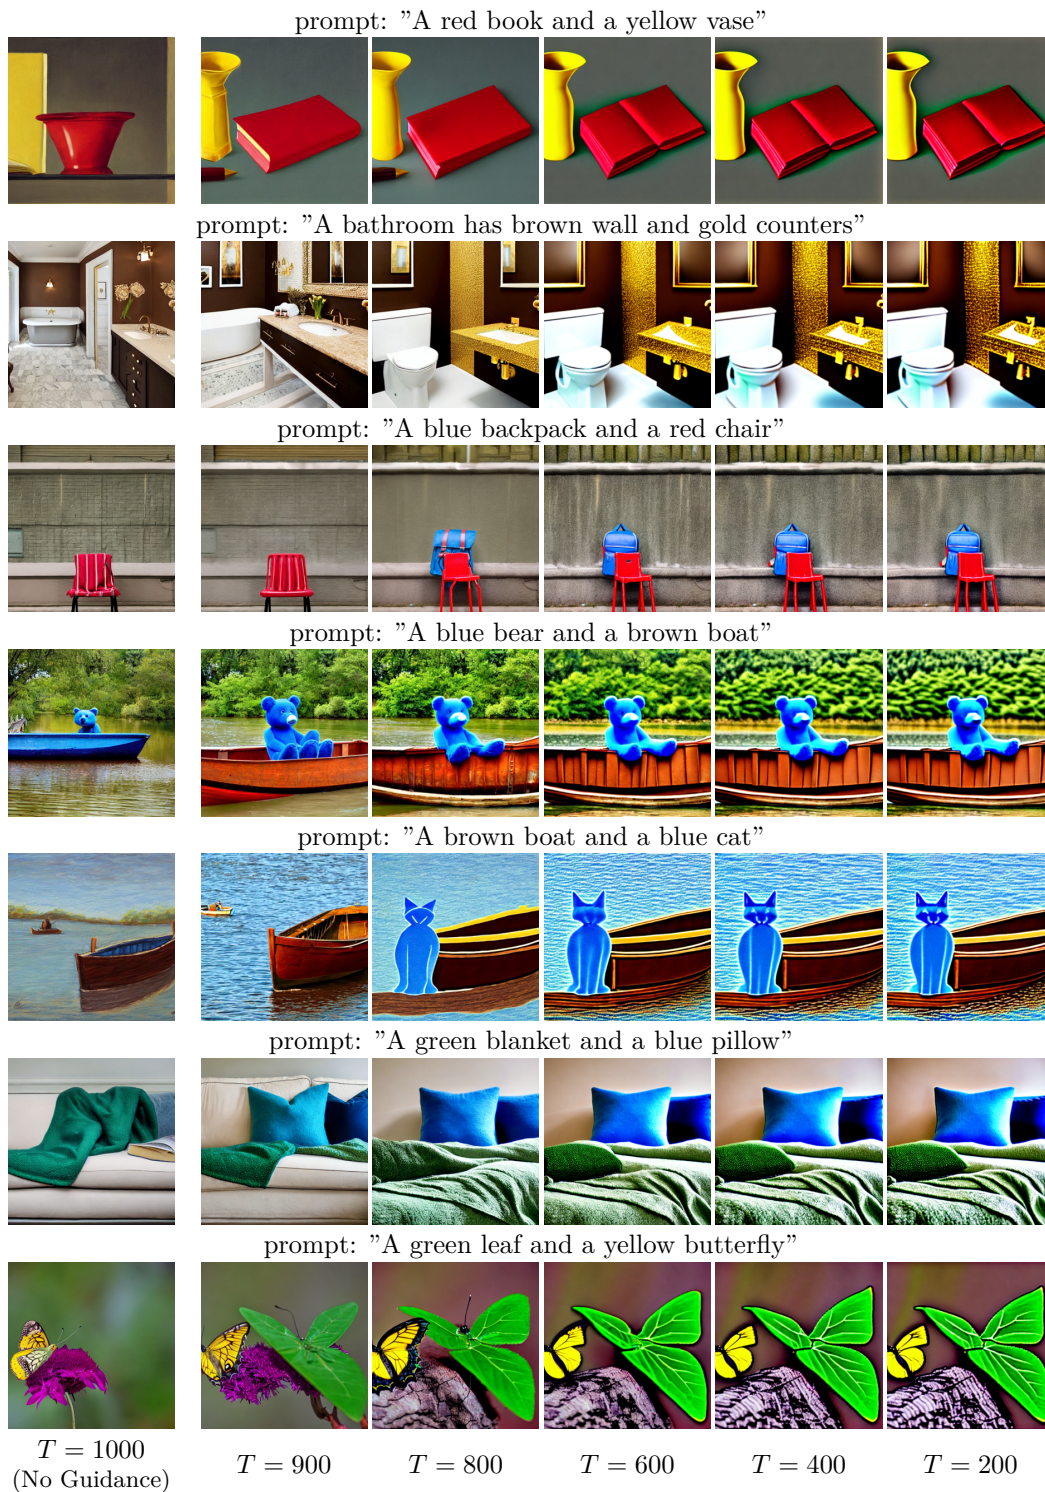 prompt: ”A red book and a yellow vase”
prompt: ”A bathroom has brown wall and gold counters”
prompt: ”A blue backpack and a red chair”
prompt: ”A blue bear and a brown boat”
prompt: ”A brown boat and a blue cat”
prompt: ”A green blanket and a blue pillow”
prompt: ”A green leaf and a yellow butterfly”
T = 1000
(No Guidance)
T = 900
T = 800
T = 600
T = 400
T = 200